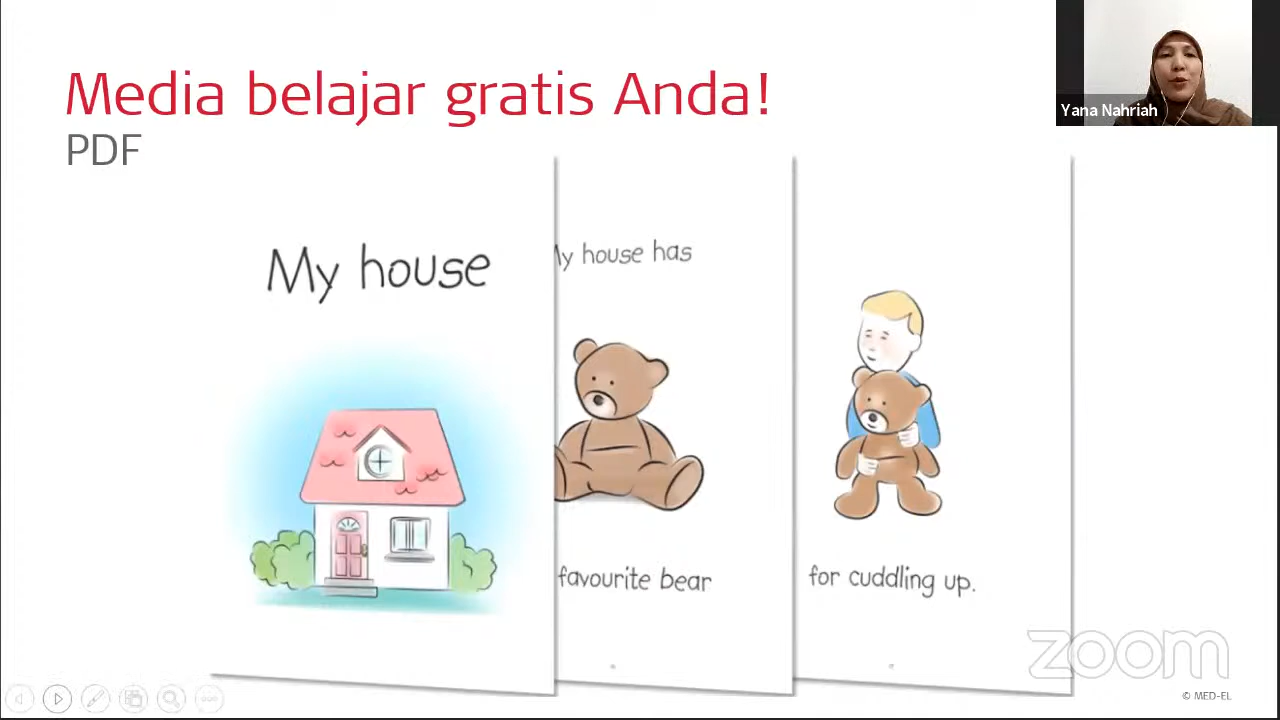 Media belajar gratis Anda!
PDF
Yana Nahriah
My house
house has
favourite bear
for cuddling up.
zoom
© MED-EL